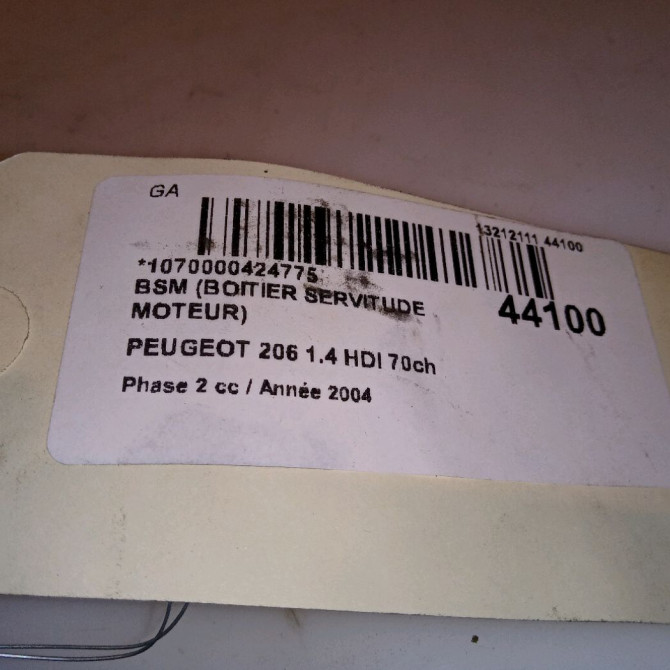 GA
13212111 44100
*1070000424775
BSM (BOITIER SERVITUDE
MOTEUR)
44100
PEUGEOT 206 1.4 HDI 70ch
Phase 2 cc / Année 2004